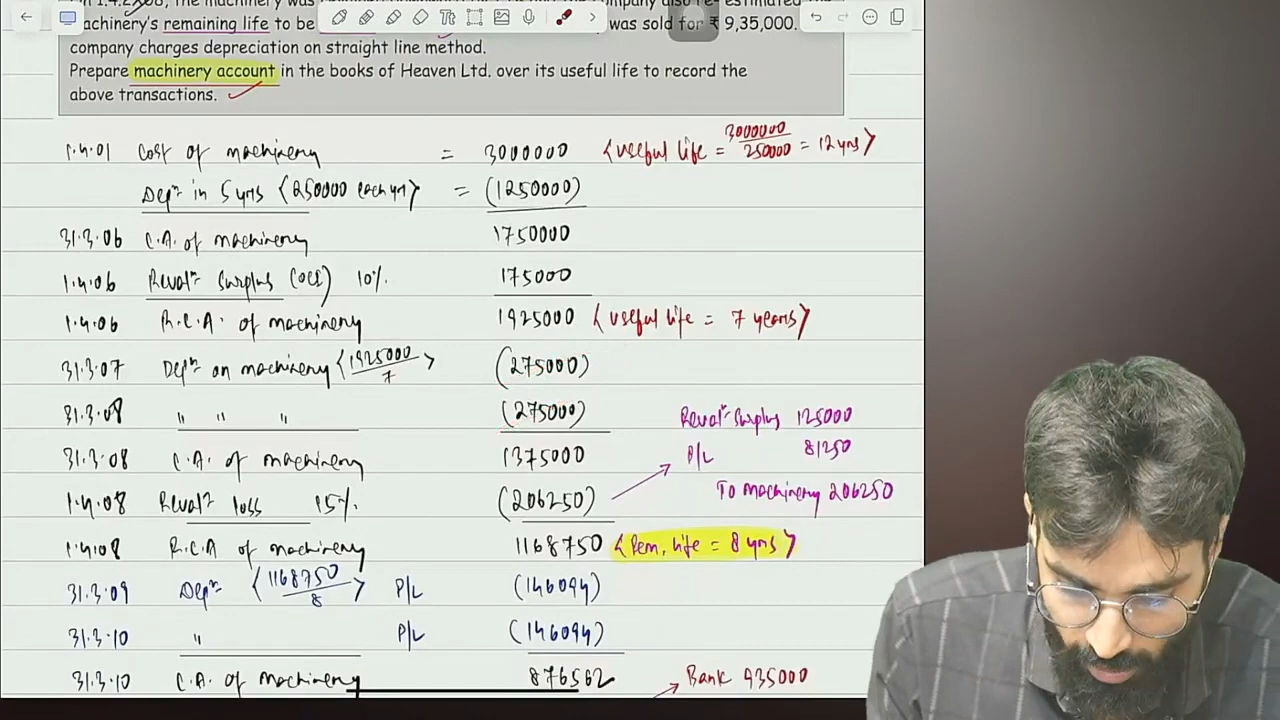 machinery's remaining life to be was sold for ₹ 9,35,000.
company charges depreciation on straight line method.
Prepare machinery account in the books of Heaven Ltd. over its useful life to record the
above transactions.
1.4.01 Cost of machinery = 3000000 <useful life = 3000000/250000 = 12 yrs>
Depⁿ in 5 yrs <250000 each yr> = (1250000)
31.3.06 C.A. of machinery 1750000
1.4.06 Revalⁿ Surplus (OCI) 10% 175000
1.4.06 R.C.A. of machinery 1925000 <useful life = 7 years>
31.3.07 Depⁿ on machinery <1925000/7> (275000)
31.3.08 " " " (275000)
Revalⁿ Surplus 125000
31.3.08 C.A. of machinery 1375000 P/L 81250
1.4.08 Revalⁿ loss 15% (206250) To machinery 206250
1.4.08 R.C.A of machinery 1168750 <Rem. life = 8 yrs>
31.3.09 Depⁿ <1168750/8> P/L (146094)
31.3.10 " P/L (146094)
31.3.10 C.A. of machinery 876562 Bank 935000